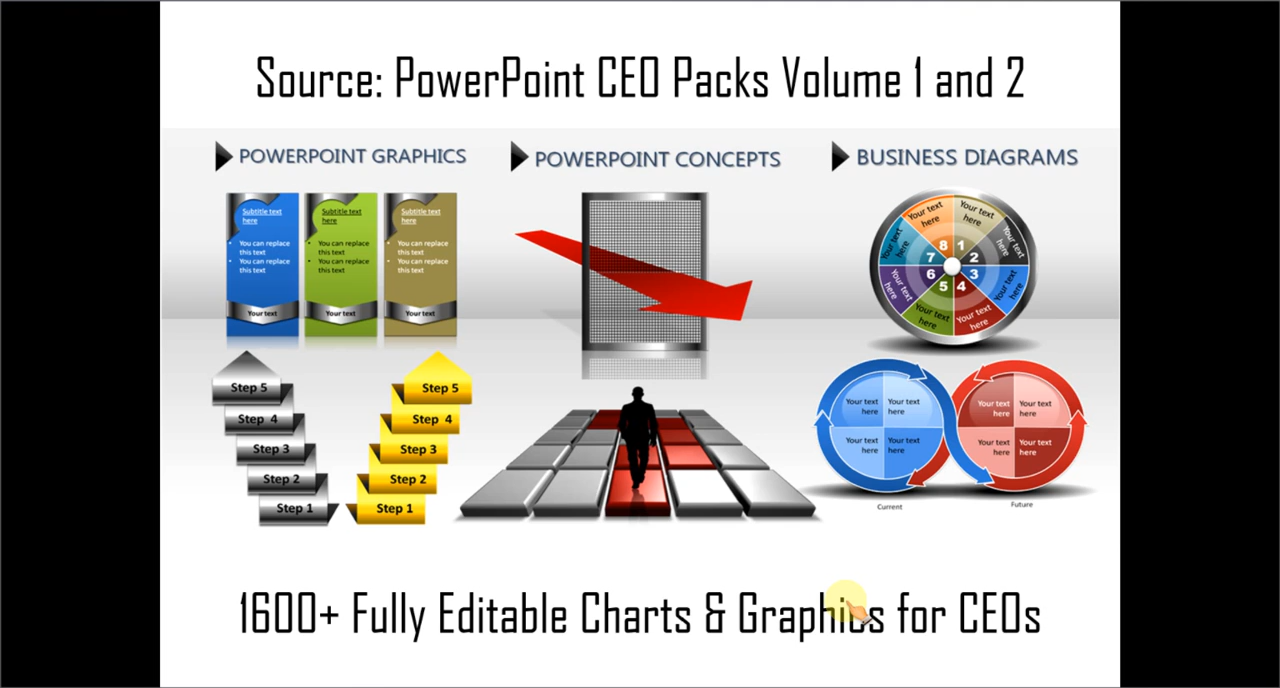 Source: PowerPoint CEO Packs Volume 1 and 2
POWERPOINT GRAPHICS
POWERPOINT CONCEPTS
BUSINESS DIAGRAMS
Subtitle text
here
• You can replace
this text
• You can replace
this text
Your text
Subtitle text
here
• You can replace
this text
• You can replace
this text
Your text
Subtitle text
here
• You can replace
this text
• You can replace
this text
Your text
Your text
here
Your text
here
Your text
here
Your text
here
Your text
here
Your text
here
Your text
here
Your text
here
8
1
7
2
6
3
5
4
Step 5
Step 4
Step 3
Step 2
Step 1
Step 5
Step 4
Step 3
Step 2
Step 1
Your text
here
Your text
here
Your text
here
Your text
here
Current
Your text
here
Your text
here
Your text
here
Your text
here
Future
1600+ Fully Editable Charts & Graphics for CEOs